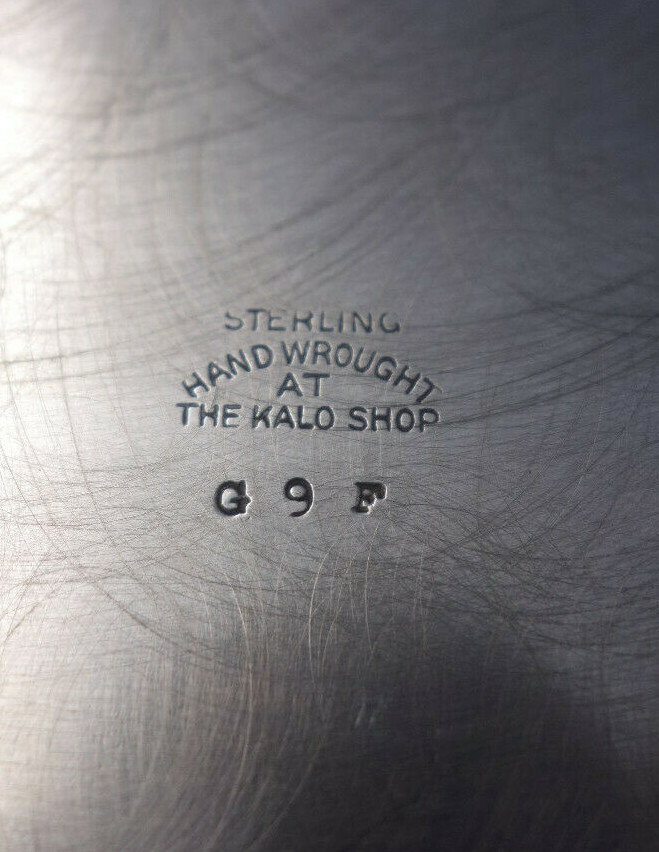 STERLING
HAND WROUGHT
AT
THE KALO SHOP
G 9 F